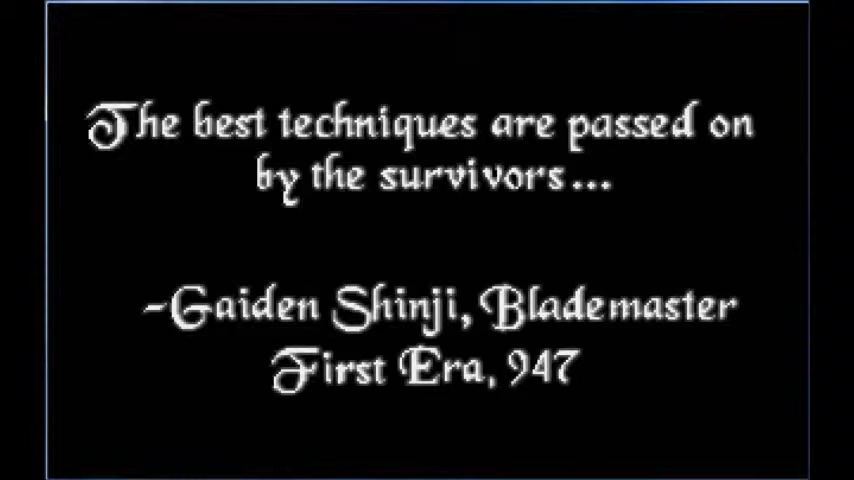 The best techniques are passed on
by the survivors...
-Gaiden Shinji, Blademaster
First Era, 947